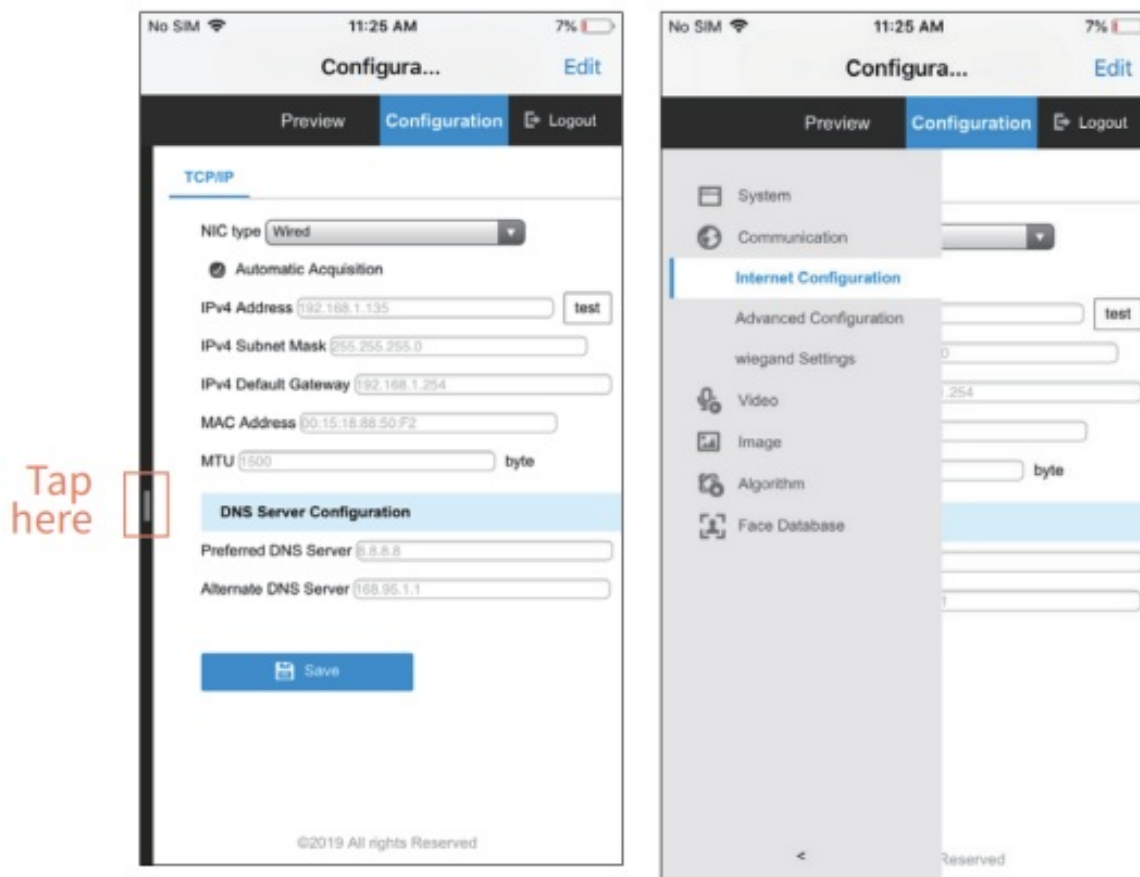 No SIM 11:25 AM 7%
Configura... Edit
Preview Configuration Logout
TCP/IP
NIC type Wired
Automatic Acquisition
IPv4 Address 192.168.1.135 test
IPv4 Subnet Mask 255.255.255.0
IPv4 Default Gateway 192.168.1.254
MAC Address 00:15:18:88:50:F2
MTU 1500 byte
Tap
here
DNS Server Configuration
Preferred DNS Server 8.8.8.8
Alternate DNS Server 168.95.1.1
Save
©2019 All rights Reserved
No SIM 11:25 AM 7%
Configura... Edit
Preview Configuration Logout
System
Communication
Internet Configuration
Advanced Configuration test
wiegand Settings 0
Video .254
Image
Algorithm byte
Face Database
1
< Reserved